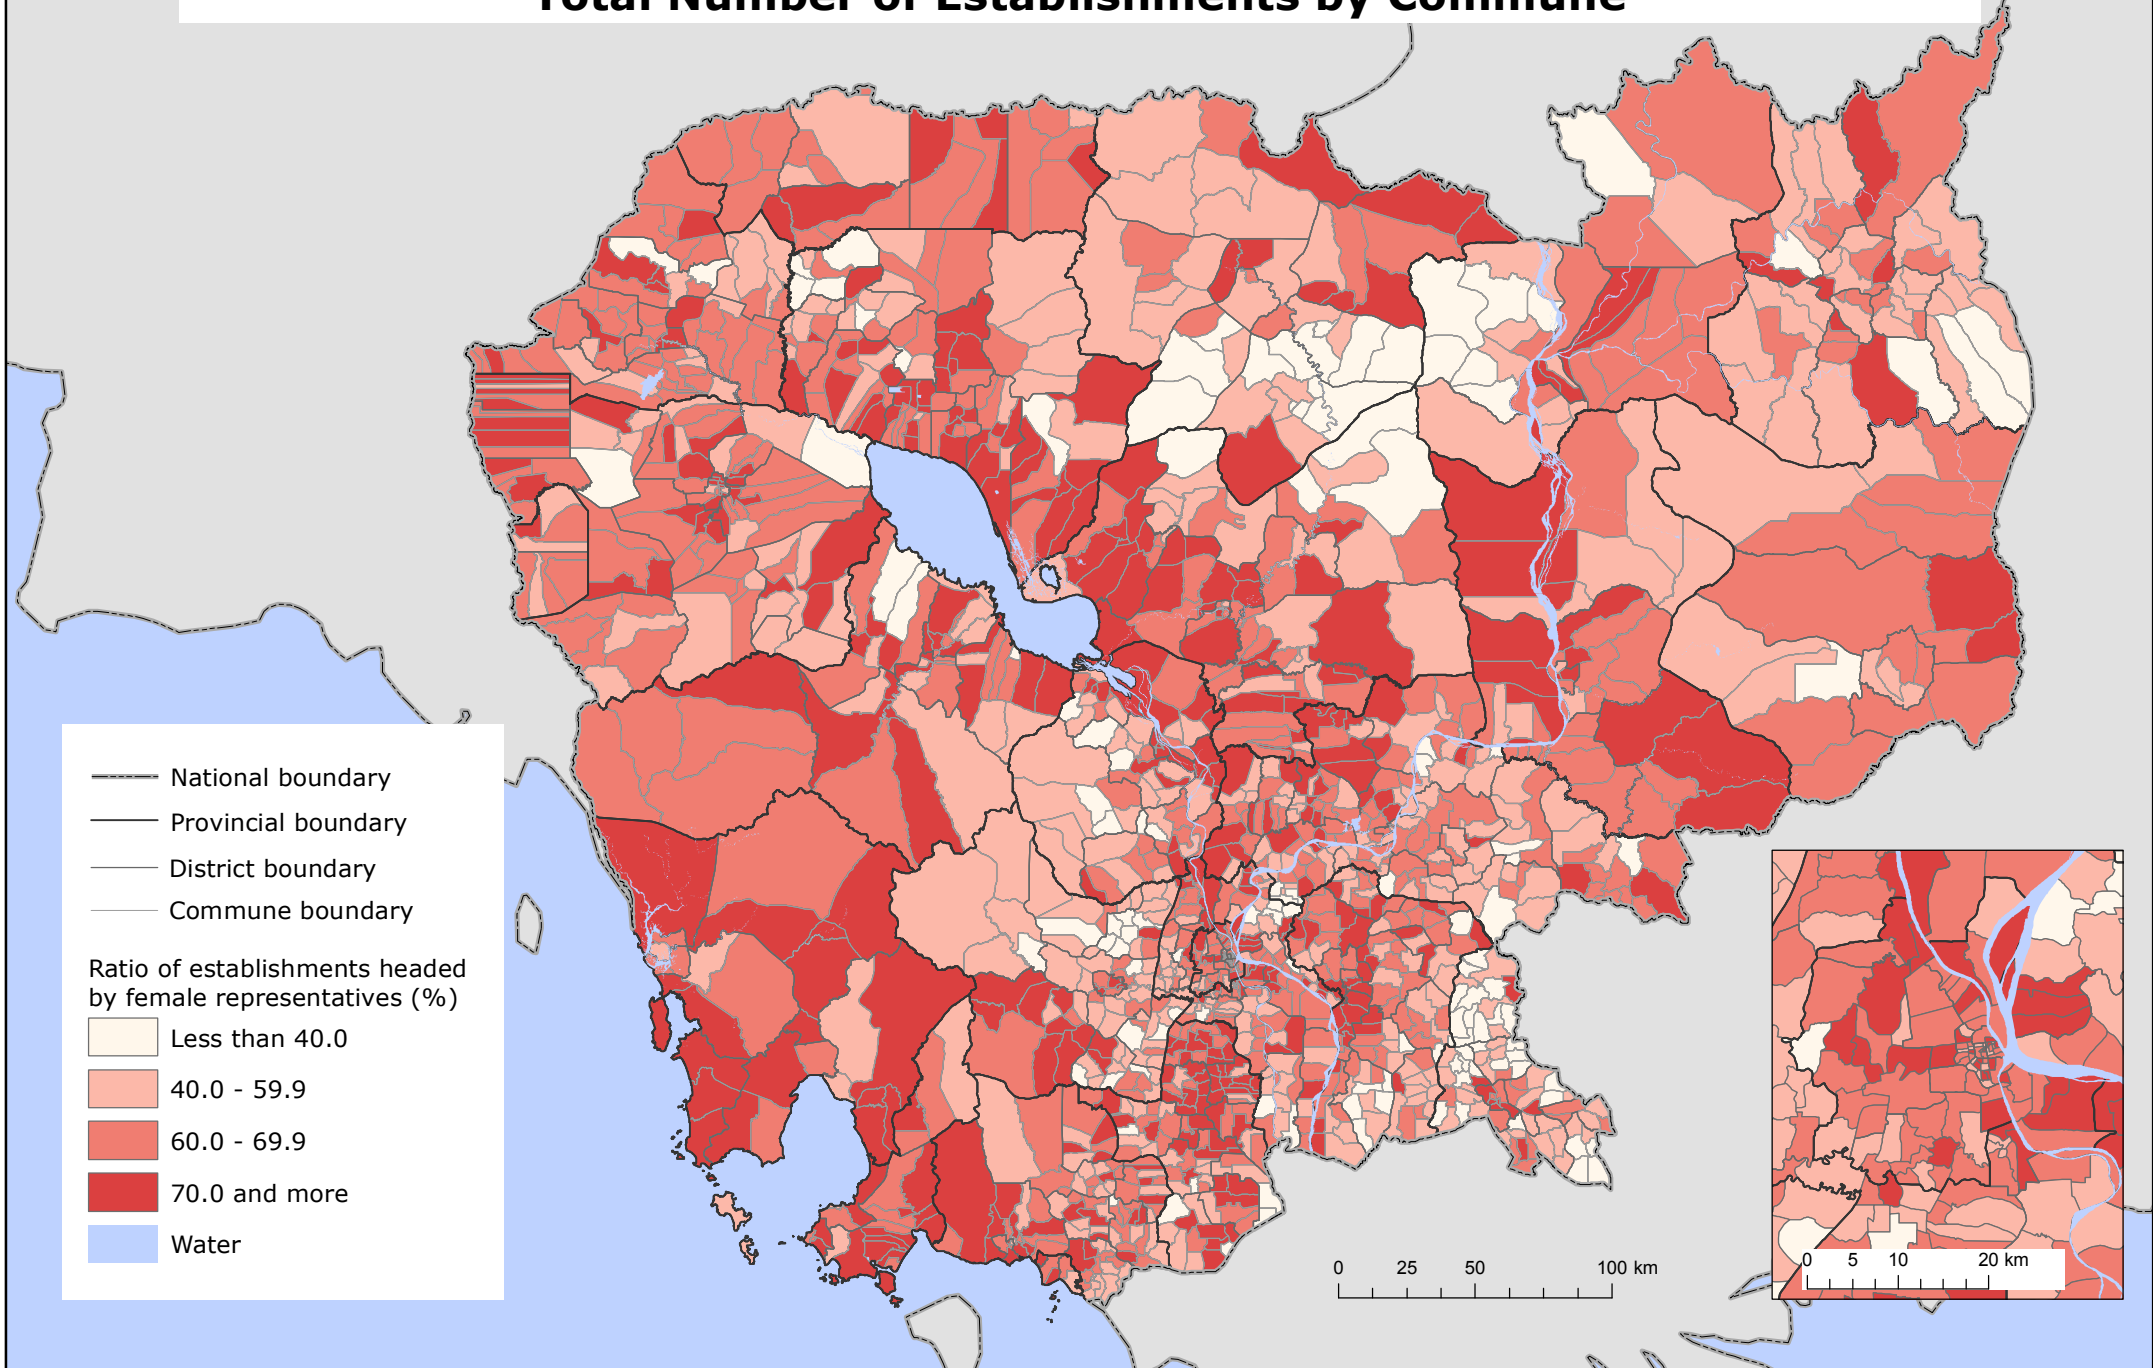 Total Number of Establishments by Commune
National boundary
Provincial boundary
District boundary
Commune boundary
Ratio of establishments headed
by female representatives (%)
Less than 40.0
40.0 - 59.9
60.0 - 69.9
70.0 and more
Water
0 25 50 100 km
0 5 10 20 km